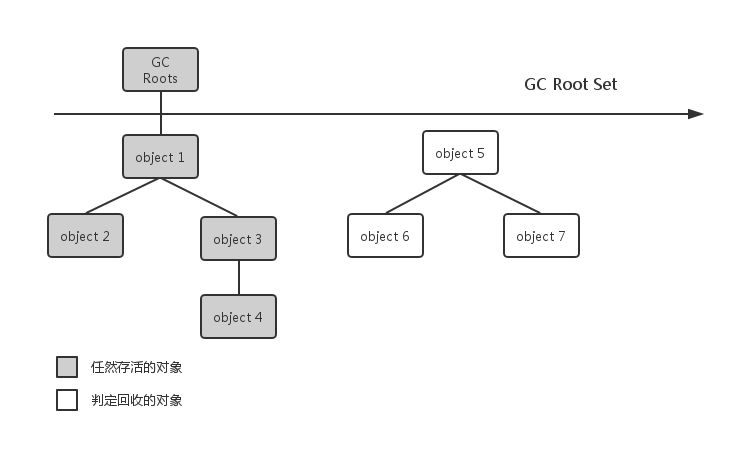 GC
Roots
GC Root Set
object 1
object 5
object 2
object 3
object 6
object 7
object 4
任然存活的对象
判定回收的对象